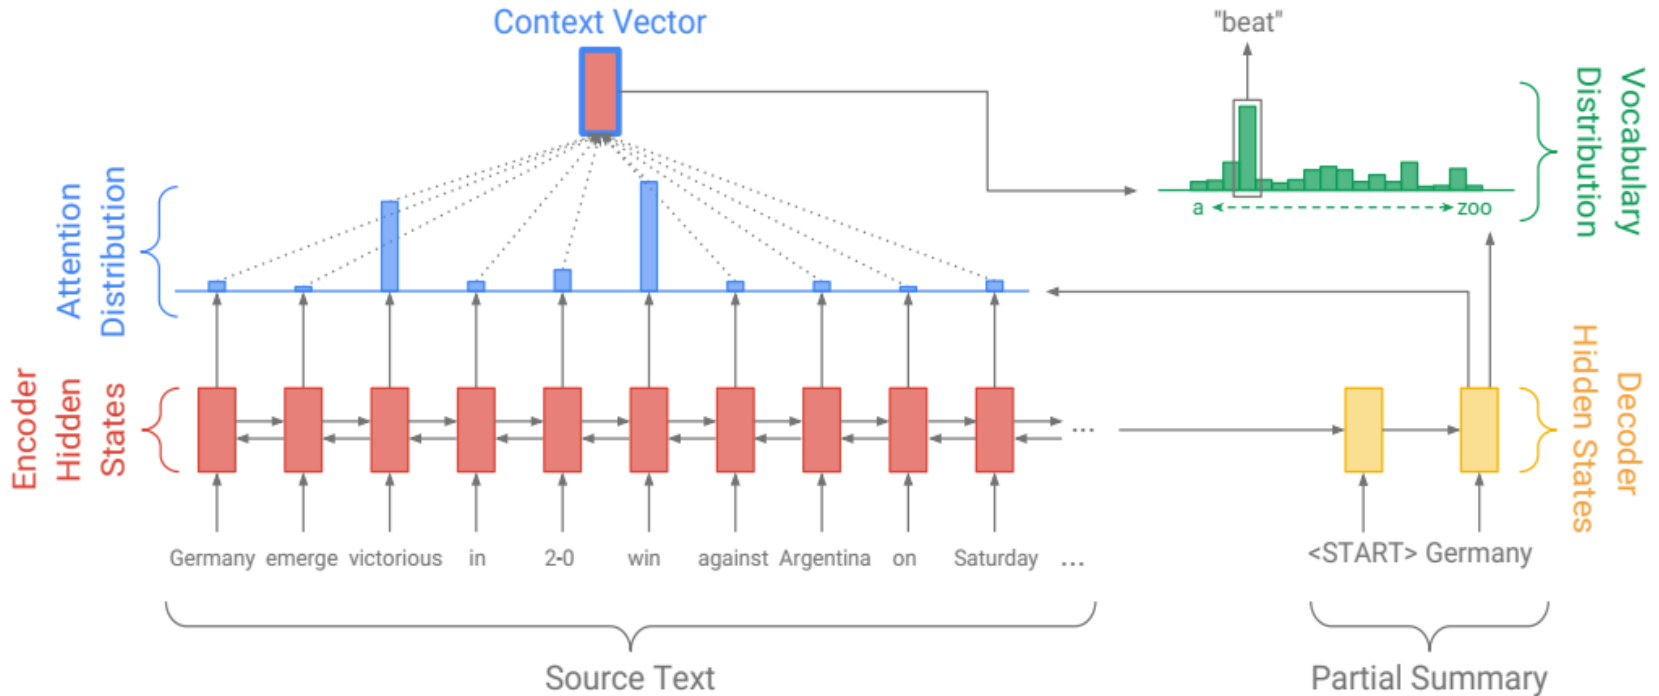 Context Vector
"beat"
Vocabulary
Distribution
a
zoo
Attention
Distribution
Encoder
Hidden
States
...
Decoder
Hidden States
Germany emerge victorious in 2-0 win against Argentina on Saturday ...
<START> Germany
Source Text
Partial Summary